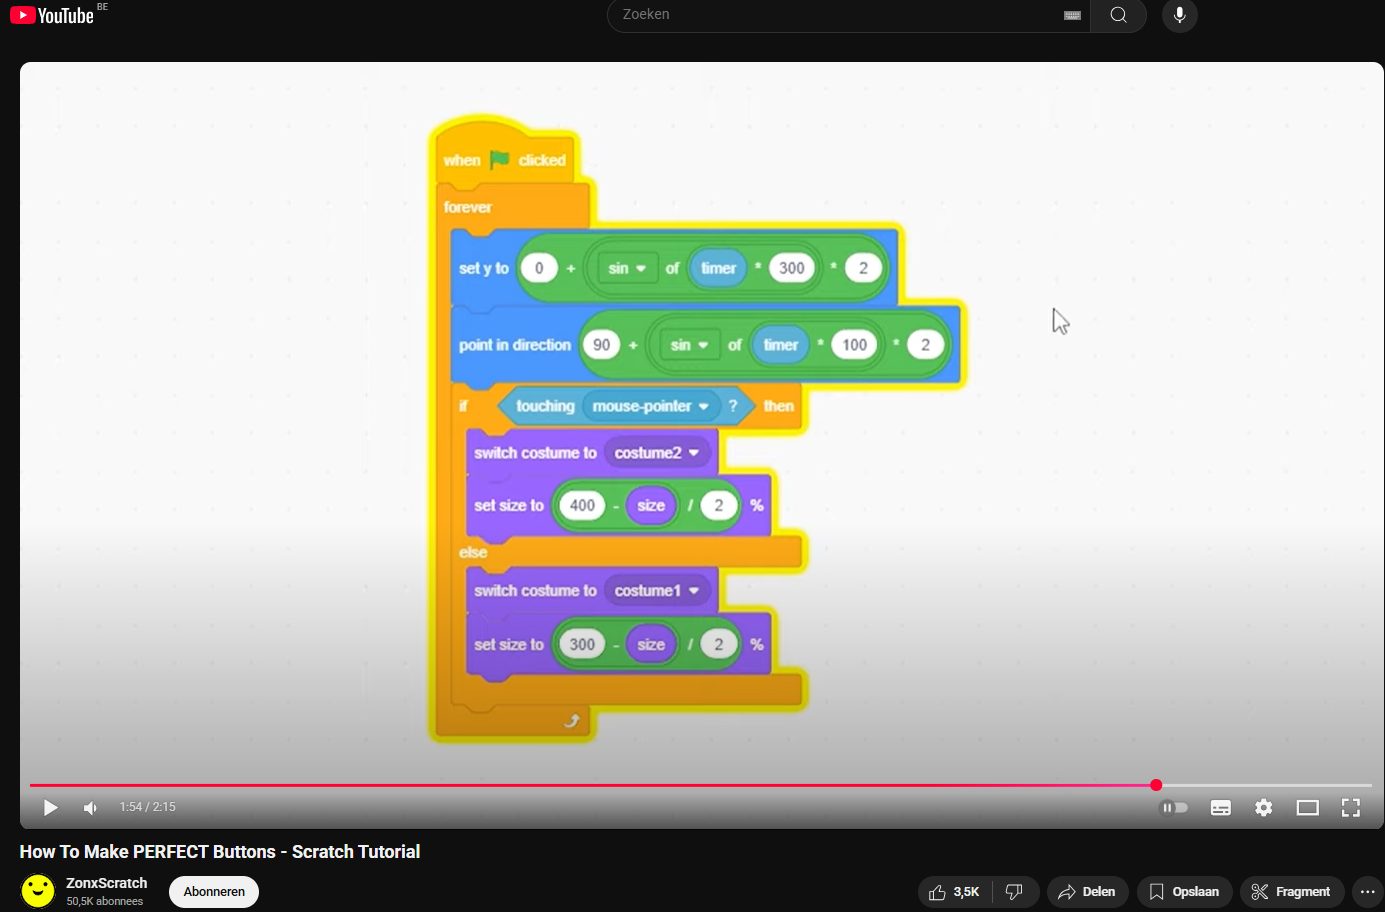 YouTube BE
Zoeken
when clicked
forever
set y to 0 + sin of timer * 300 * 2
point in direction 90 + sin of timer * 100 * 2
if touching mouse-pointer ? then
switch costume to costume2
set size to 400 - size / 2 %
else
switch costume to costume1
set size to 300 - size / 2 %
1:54 / 2:15
How To Make PERFECT Buttons - Scratch Tutorial
ZonxScratch
50,5K abonnees
Abonneren
3,5K
Delen
Opslaan
Fragment